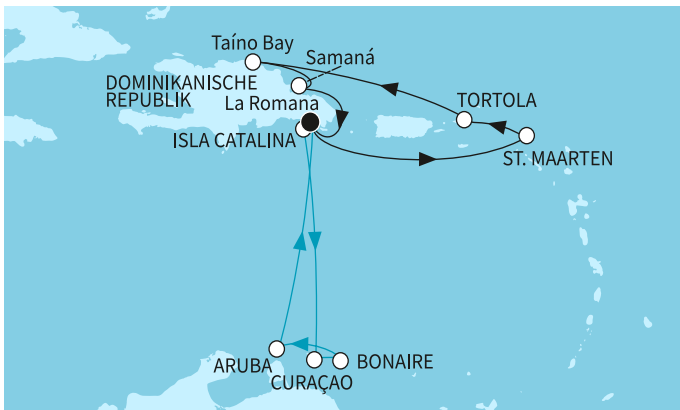 Taíno Bay
Samaná
DOMINIKANISCHE
REPUBLIK
La Romana
TORTOLA
ISLA CATALINA
ST. MAARTEN
ARUBA
BONAIRE
CURAÇAO